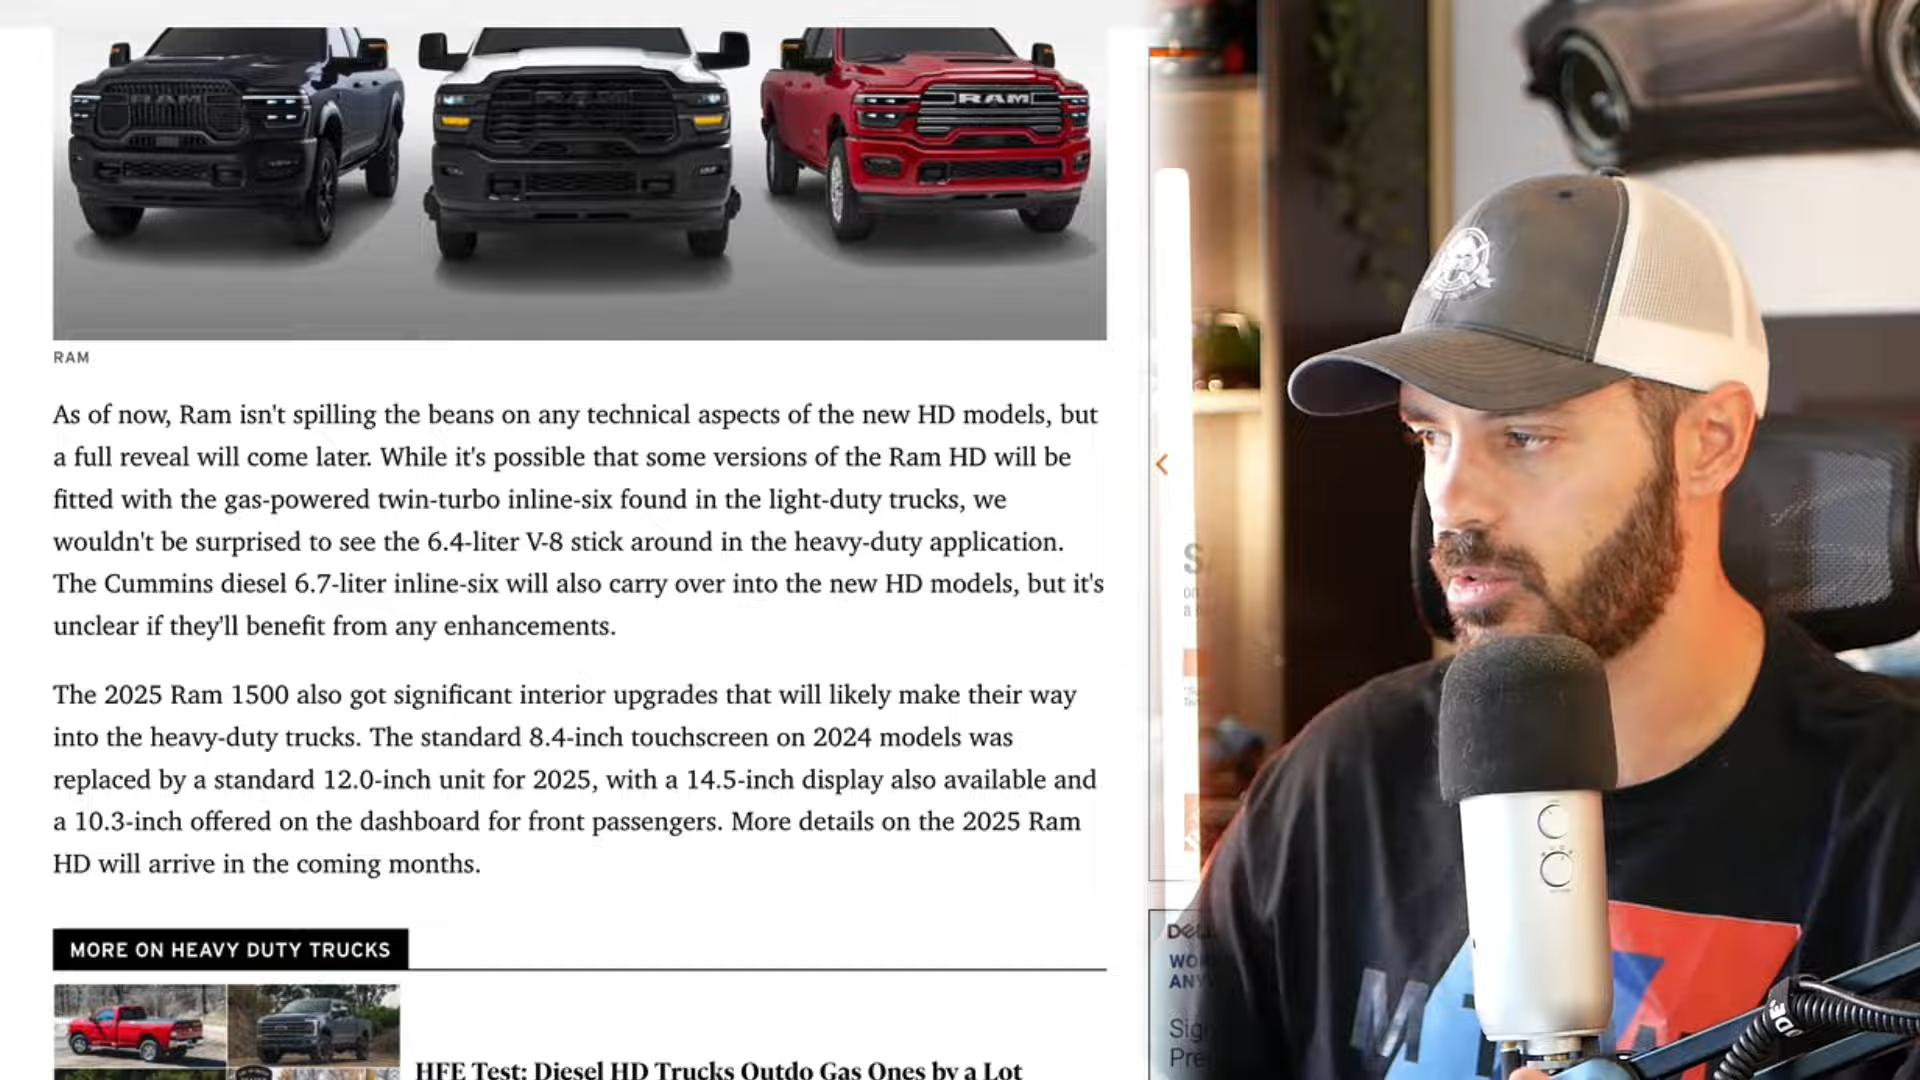 RAM
RAM
RAM
As of now, Ram isn't spilling the beans on any technical aspects of the new HD models, but
a full reveal will come later. While it's possible that some versions of the Ram HD will be
fitted with the gas-powered twin-turbo inline-six found in the light-duty trucks, we
wouldn't be surprised to see the 6.4-liter V-8 stick around in the heavy-duty application.
The Cummins diesel 6.7-liter inline-six will also carry over into the new HD models, but it's
unclear if they'll benefit from any enhancements.
The 2025 Ram 1500 also got significant interior upgrades that will likely make their way
into the heavy-duty trucks. The standard 8.4-inch touchscreen on 2024 models was
replaced by a standard 12.0-inch unit for 2025, with a 14.5-inch display also available and
a 10.3-inch offered on the dashboard for front passengers. More details on the 2025 Ram
HD will arrive in the coming months.
MORE ON HEAVY DUTY TRUCKS
HFE Test: Diesel HD Trucks Outdo Gas Ones by a Lot